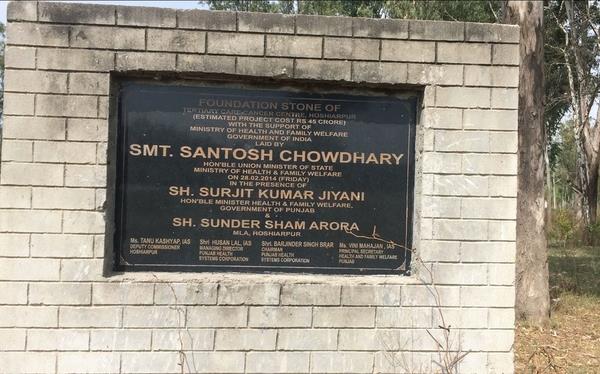 FOUNDATION STONE OF
TERTIARY CARE CANCER CENTRE, HOSHIARPUR
(ESTIMATED PROJECT COST RS 45 CRORE)
WITH THE SUPPORT OF
MINISTRY OF HEALTH AND FAMILY WELFARE
GOVERNMENT OF INDIA
LAID BY
SMT. SANTOSH CHOWDHARY
HON'BLE UNION MINISTER OF STATE
MINISTRY OF HEALTH & FAMILY WELFARE
ON 28.02.2014 (FRIDAY)
IN THE PRESENCE OF
SH. SURJIT KUMAR JIYANI
HON'BLE MINISTER HEALTH & FAMILY WELFARE,
GOVERNMENT OF PUNJAB
&
SH. SUNDER SHAM ARORA
MLA, HOSHIARPUR
Ms. TANU KASHYAP, IAS
DEPUTY COMMISSIONER
HOSHIARPUR
Shri HUSAN LAL, IAS
MANAGING DIRECTOR
PUNJAB HEALTH
SYSTEMS CORPORATION
Shri. BARJINDER SINGH BRAR
CHAIRMAN
PUNJAB HEALTH
SYSTEMS CORPORATION
Ms. VINI MAHAJAN, IAS
PRINCIPAL SECRETARY
HEALTH AND FAMILY WELFARE
PUNJAB